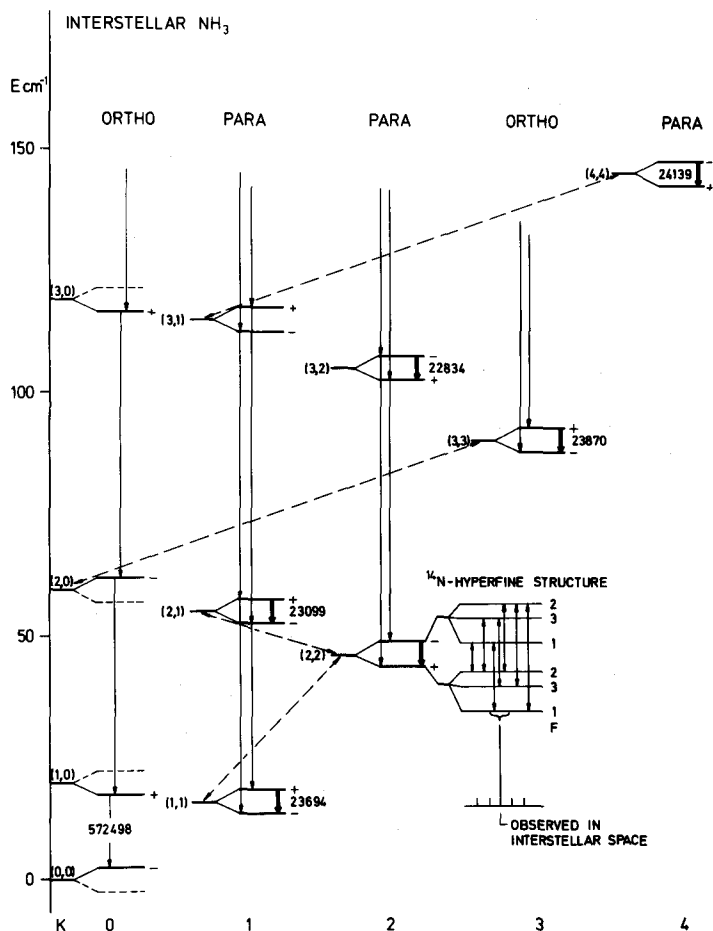 INTERSTELLAR NH3
E cm-1
ORTHO PARA PARA ORTHO PARA
150
(4,4) 24139 - +
(3,0) +
(3,1) + -
(3,2) - 22834 +
100
(3,3) + 23870 -
(2,0) -
14N-HYPERFINE STRUCTURE
(2,1) + 23099 -
50
(2,2) - +
2
3
1
2
3
1
F
(1,0) +
(1,1) + 23694 -
572498
OBSERVED IN
INTERSTELLAR SPACE
(0,0) -
0
K 0 1 2 3 4